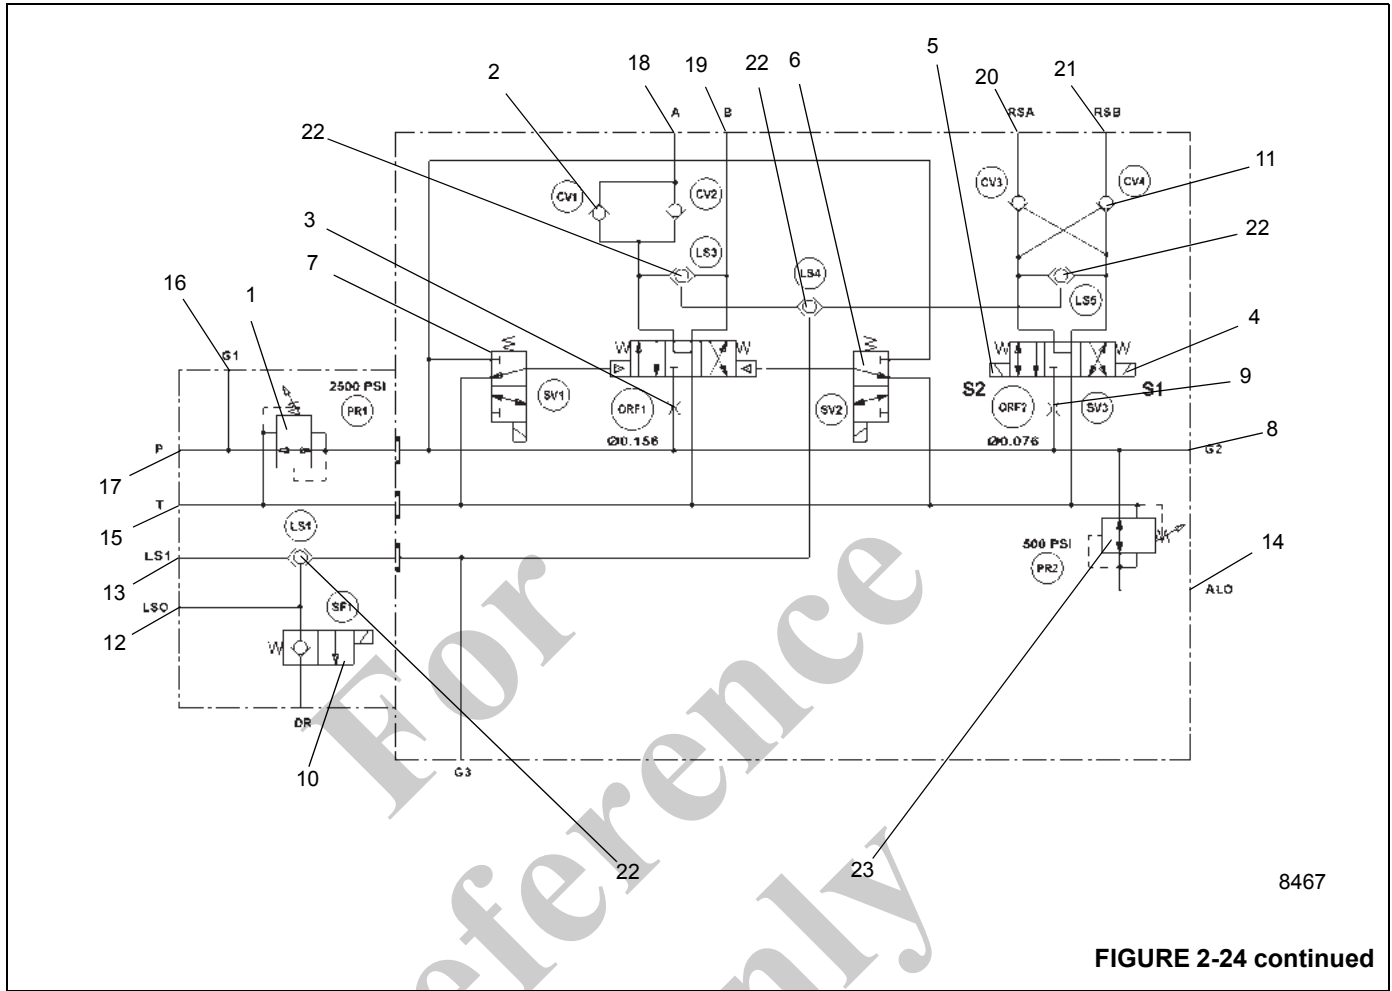 5
18
19
22
6
20
21
2
A
B
RSA
RSB
22
11
CV1
CV2
CV3
CV4
3
22
LS3
7
LS4
16
1
LS5
4
G1
2500 PSI
PR1
SV1
ORF1
SV2
S2
ORF2
SV3
S1
9
Ø0.156
Ø0.076
8
P
G2
17
T
15
LS1
500 PSI
14
LS1
PR2
13
ALO
LSO
SF1
12
DR
10
G3
22
23
8467
For
Reference
Only
FIGURE 2-24 continued